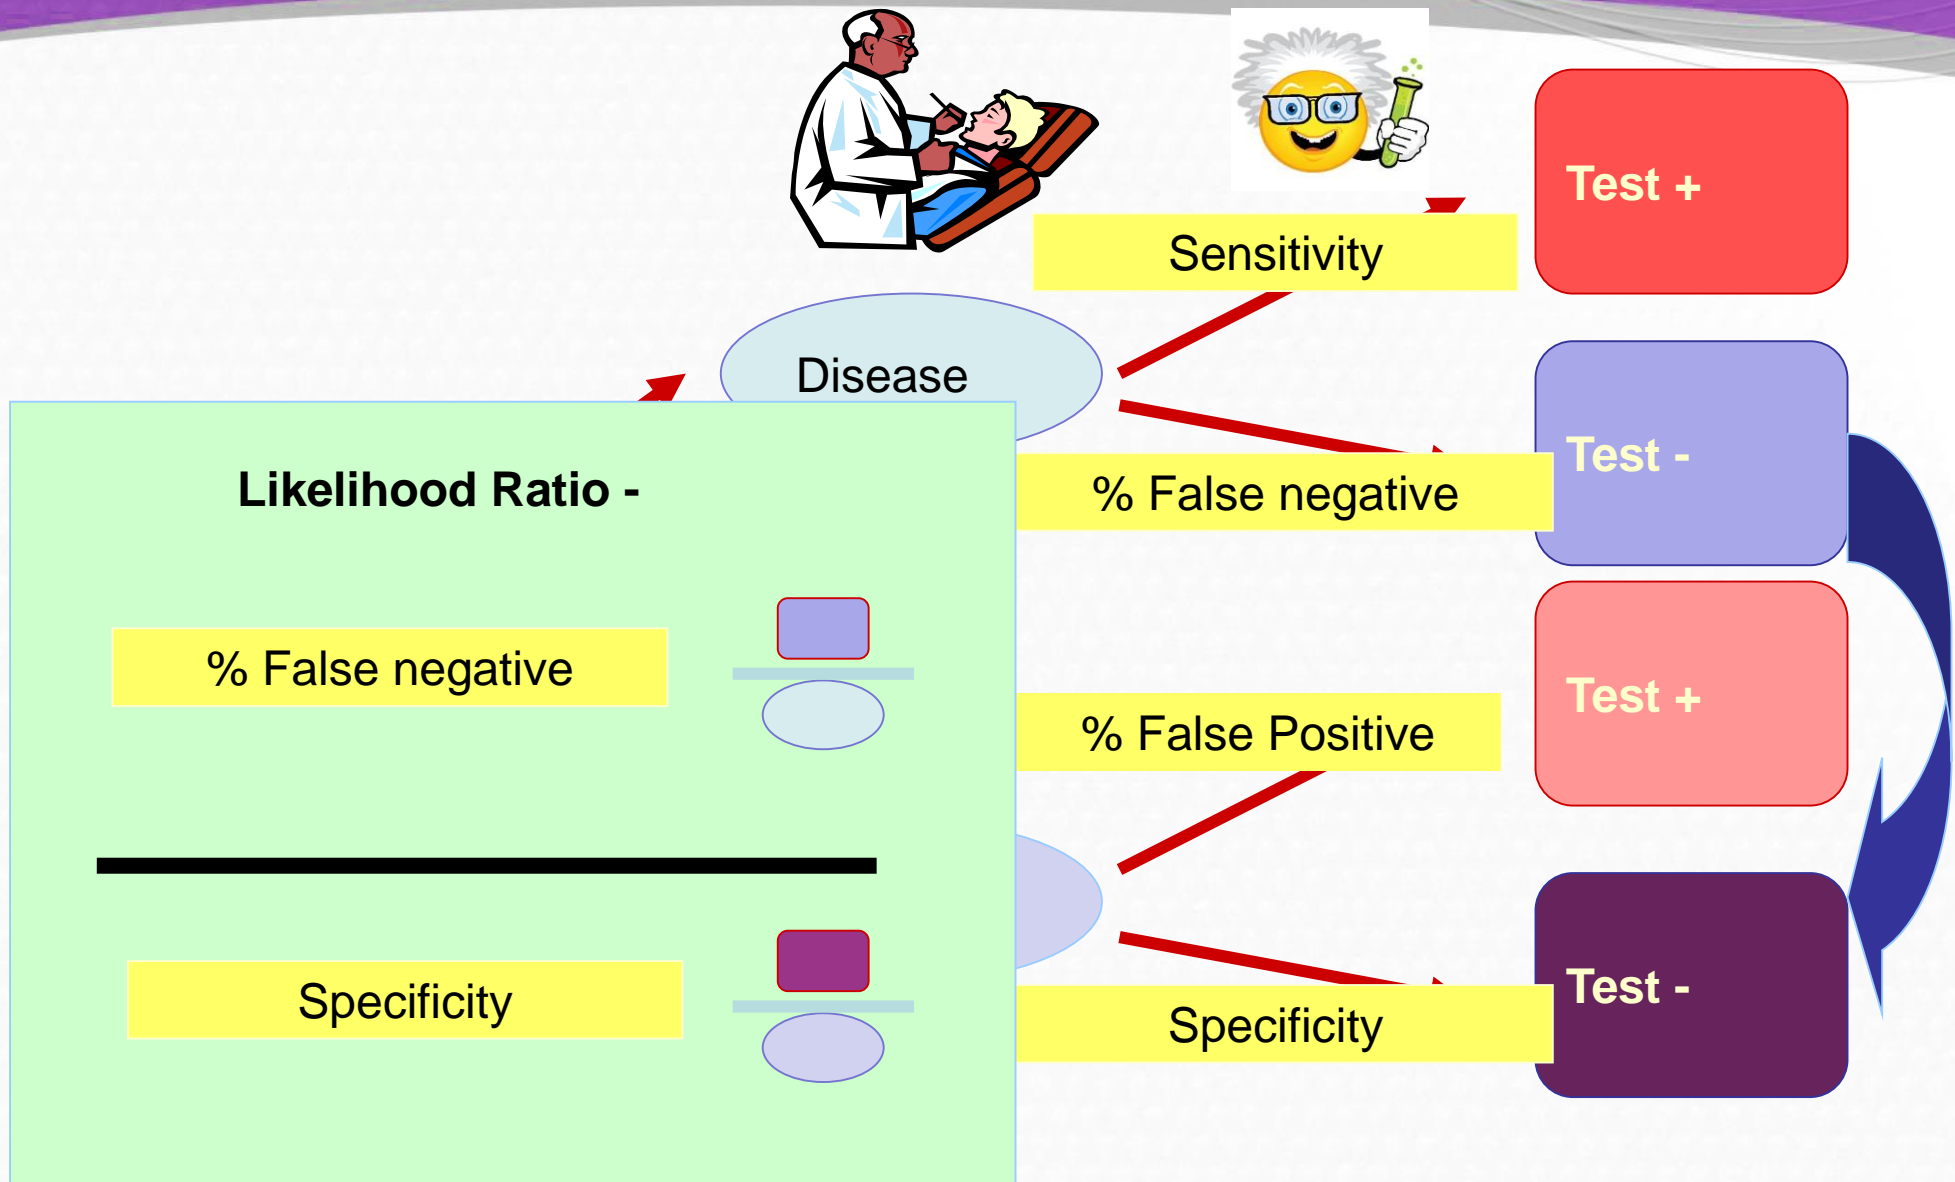 Test +
Sensitivity
Disease
Test -
% False negative
Likelihood Ratio -
% False negative
% False Positive
Test +
Specificity
Specificity
Test -